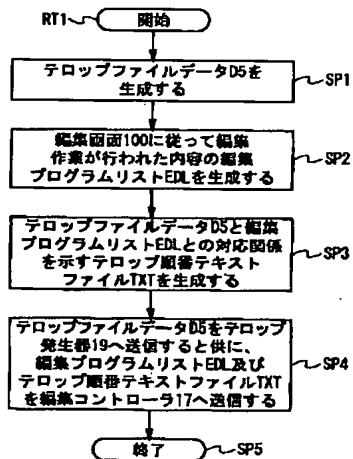 RT1
開始
テロップファイルデータD5を
生成する
SP1
編集画面100に従って編集
作業が行われた内容の編集
プログラムリストEDLを生成する
SP2
テロップファイルデータD5と編集
プログラムリストEDLとの対応関係
を示すテロップ順番テキスト
ファイルTXTを生成する
SP3
テロップファイルデータD5をテロップ
発生器19へ送信すると供に、
編集プログラムリストEDL及び
テロップ順番テキストファイルTXT
を編集コントローラ17へ送信する
SP4
終了
SP5